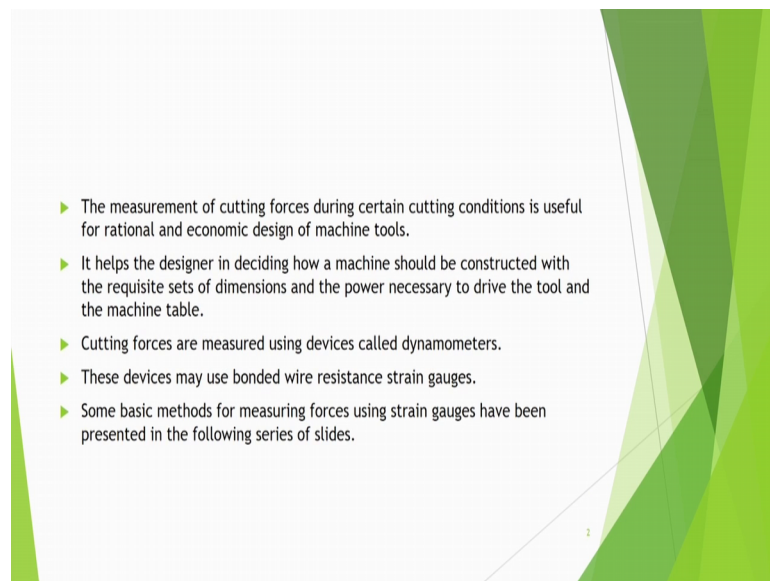 The measurement of cutting forces during certain cutting conditions is useful
for rational and economic design of machine tools.
It helps the designer in deciding how a machine should be constructed with
the requisite sets of dimensions and the power necessary to drive the tool and
the machine table.
Cutting forces are measured using devices called dynamometers.
These devices may use bonded wire resistance strain gauges.
Some basic methods for measuring forces using strain gauges have been
presented in the following series of slides.
2